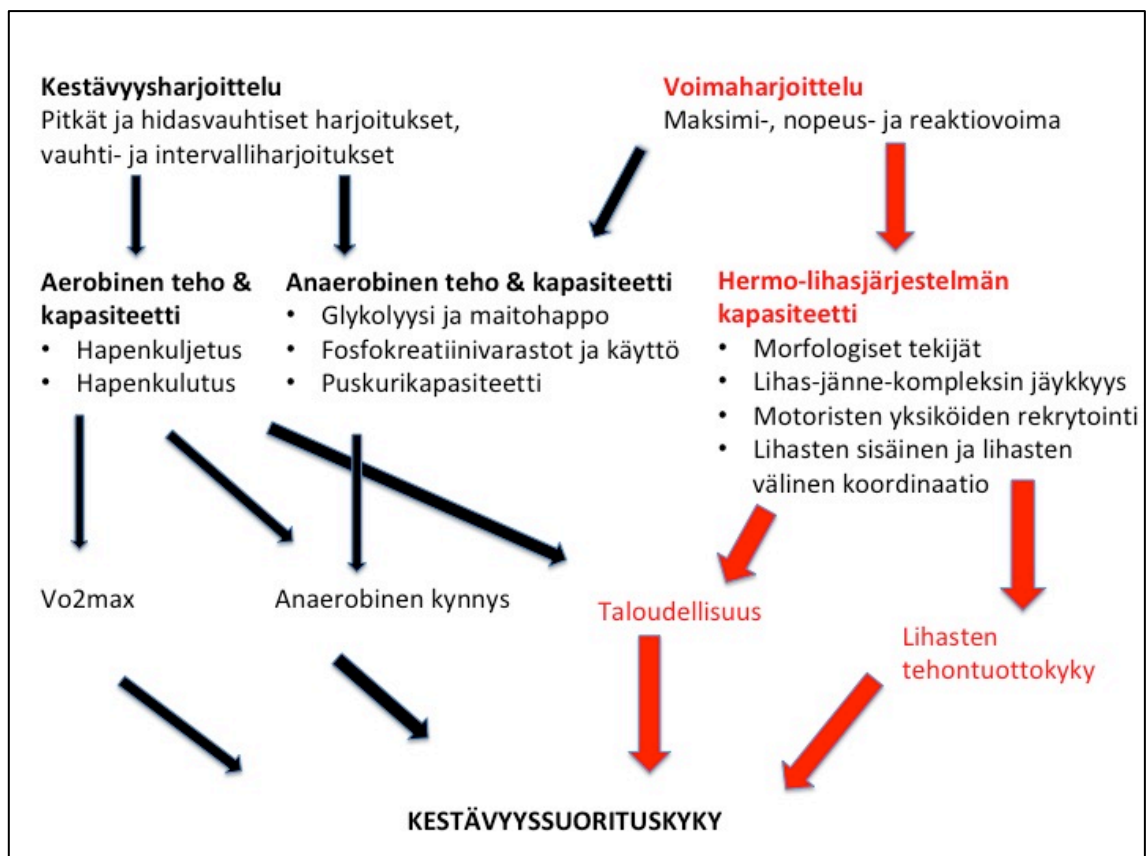 Kestävyysharjoittelu
Pitkät ja hidasvauhtiset harjoitukset,
vauhti- ja intervalliharjoitukset
Voimaharjoittelu
Maksimi-, nopeus- ja reaktiovoima
Aerobinen teho &
kapasiteetti
• Hapenkuljetus
• Hapenkulutus
Anaerobinen teho & kapasiteetti
• Glykolyysi ja maitohappo
• Fosfokreatiinivarastot ja käyttö
• Puskurikapasiteetti
Hermo-lihasjärjestelmän
kapasiteetti
• Morfologiset tekijät
• Lihas-jänne-kompleksin jäykkyys
• Motoristen yksiköiden rekrytointi
• Lihasten sisäinen ja lihasten
välinen koordinaatio
Vo2max
Anaerobinen kynnys
Taloudellisuus
Lihasten
tehontuottokyky
KESTÄVYYSSUORITUSKYKY